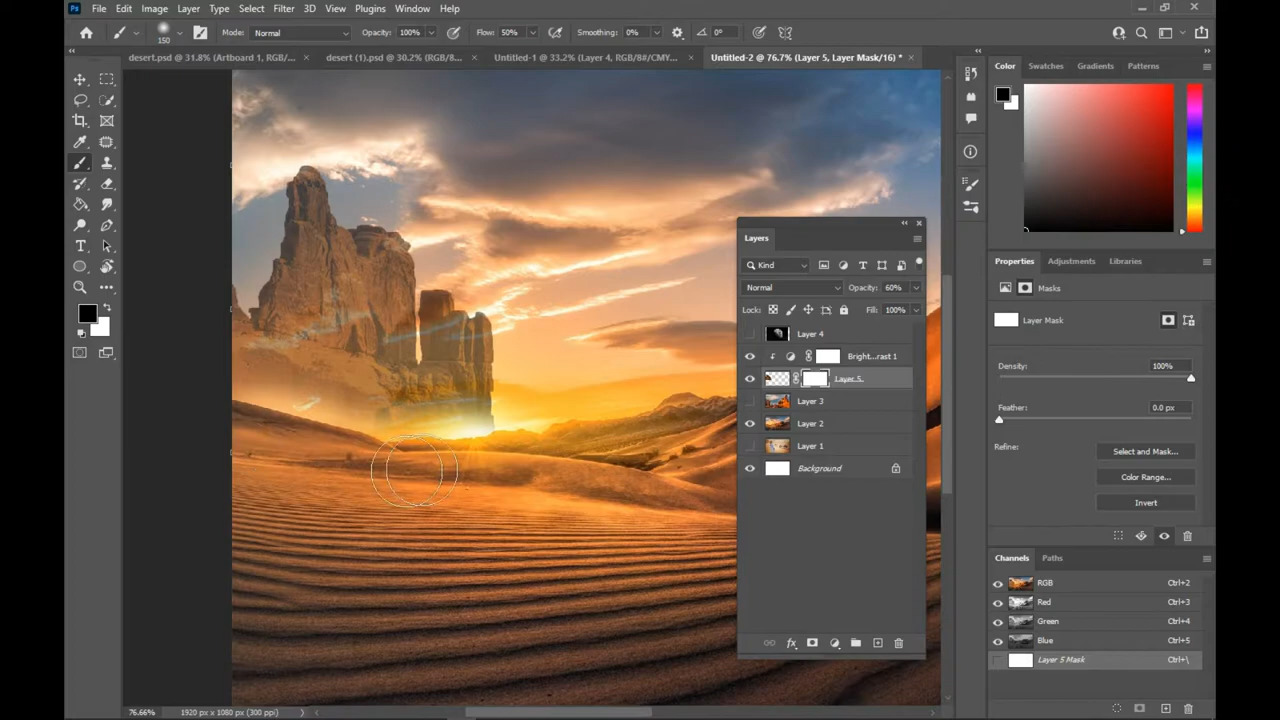 Ps File Edit Image Layer Type Select Filter 3D View Plugins Window Help
150 Mode: Normal Opacity: 100% Flow: 50% Smoothing: 0% 0°
desert.psd @ 31.8% (Artboard 1, RGB/8#) × desert (1).psd @ 30.2% (RGB/8... × Untitled-1 @ 33.2% (Layer 4, RGB/8#/CMY... × Untitled-2 @ 76.7% (Layer 5, Layer Mask/16) * ×
Color Swatches Gradients Patterns
Layers
Kind
Normal Opacity: 60%
Lock: Fill: 100%
Layer 4
Bright...rast 1
Layer 5
Layer 3
Layer 2
Layer 1
Background
fx
Properties Adjustments Libraries
Masks
Layer Mask
Density: 100%
Feather: 0.0 px
Refine: Select and Mask...
Color Range...
Invert
Channels Paths
RGB Ctrl+2
Red Ctrl+3
Green Ctrl+4
Blue Ctrl+5
Layer 5 Mask Ctrl+\
76.66% 1920 px x 1080 px (300 ppi)